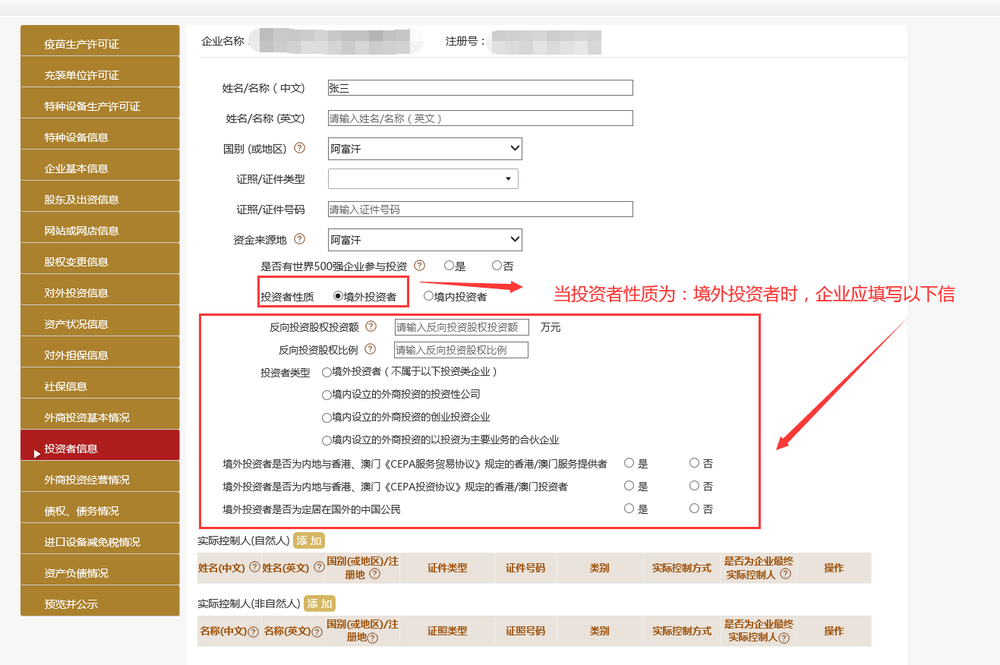 企业名称：
注册号：
疫苗生产许可证
充装单位许可证
特种设备生产许可证
特种设备信息
企业基本信息
股东及出资信息
网站或网店信息
股权变更信息
对外投资信息
资产状况信息
对外担保信息
社保信息
外商投资基本情况
投资者信息
外商投资经营情况
债权、债务情况
进口设备减免税情况
资产负债情况
预览并公示
姓名/名称（中文） 张三
姓名/名称 (英文) 请输入姓名/名称（英文）
国别 (或地区) ? 阿富汗
证照/证件类型
证照/证件号码 请输入证件号码
资金来源地 ? 阿富汗
是否有世界500强企业参与投资 ? 是 否
投资者性质 境外投资者 境内投资者
当投资者性质为：境外投资者时，企业应填写以下信
反向投资股权投资额 ? 请输入反向投资股权投资额 万元
反向投资股权比例 ? 请输入反向投资股权比例
投资者类型 境外投资者（不属于以下投资类企业）
境内设立的外商投资的投资性公司
境内设立的外商投资的创业投资企业
境内设立的外商投资的以投资为主要业务的合伙企业
境外投资者是否为内地与香港、澳门《CEPA服务贸易协议》规定的香港/澳门服务提供者 是 否
境外投资者是否为内地与香港、澳门《CEPA投资协议》规定的香港/澳门投资者 是 否
境外投资者是否为定居在国外的中国公民 是 否
实际控制人(自然人) 添 加
姓名(中文) ? 姓名(英文) ? 国别(或地区)/注册地 ? 证件类型 证件号码 类别 实际控制方式 是否为企业最终实际控制人 ? 操作
实际控制人(非自然人) 添 加
名称(中文) ? 名称(英文) ? 国别(或地区)/注册地 ? 证照类型 证照号码 类别 实际控制方式 是否为企业最终实际控制人 ? 操作